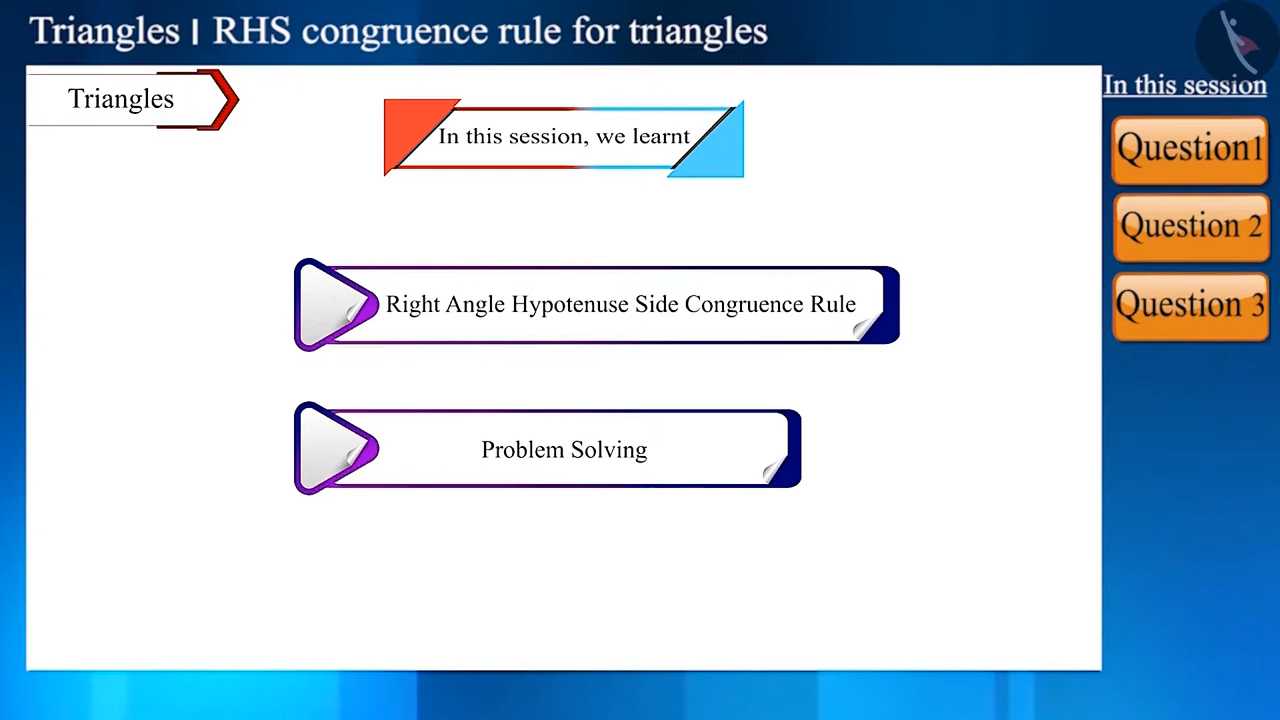 Triangles | RHS congruence rule for triangles
Triangles
In this session, we learnt
Right Angle Hypotenuse Side Congruence Rule
Problem Solving
In this session
Question1
Question 2
Question 3